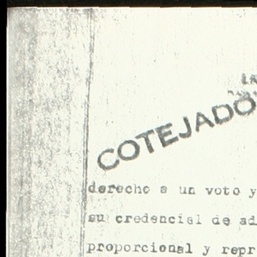 COTEJADO
derecho a un voto y
su credencial de ad
proporcional y repr